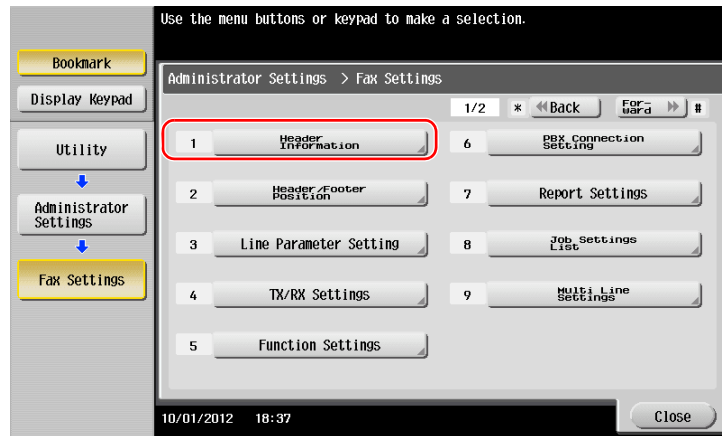 Use the menu buttons or keypad to make a selection.
Bookmark
Display Keypad
Utility
Administrator
Settings
Fax Settings
Administrator Settings > Fax Settings
1/2 * Back For-
ward #
1 Header
Information
2 Header/Footer
Position
3 Line Parameter Setting
4 TX/RX Settings
5 Function Settings
6 PBX Connection
Setting
7 Report Settings
8 Job Settings
List
9 Multi Line
Settings
10/01/2012 18:37
Close